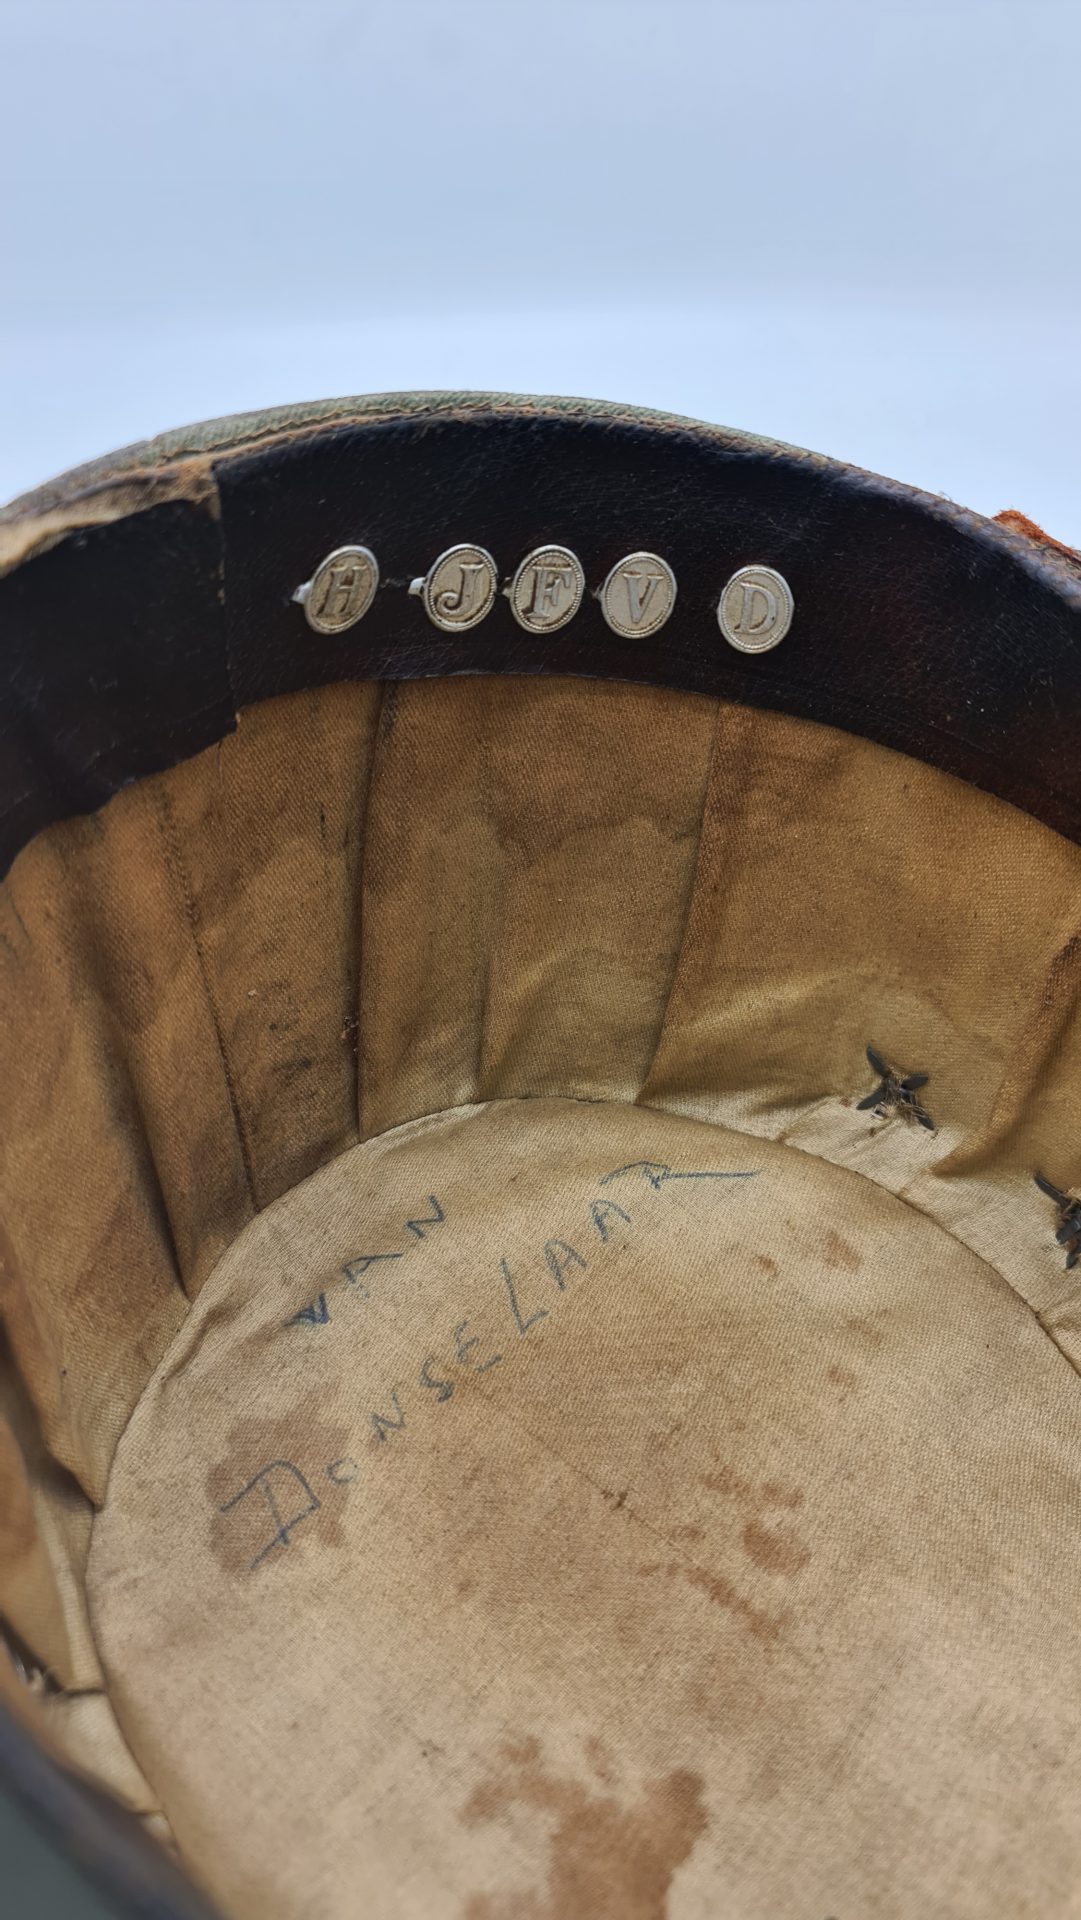 H J F V D
VAN
DONSELAAR